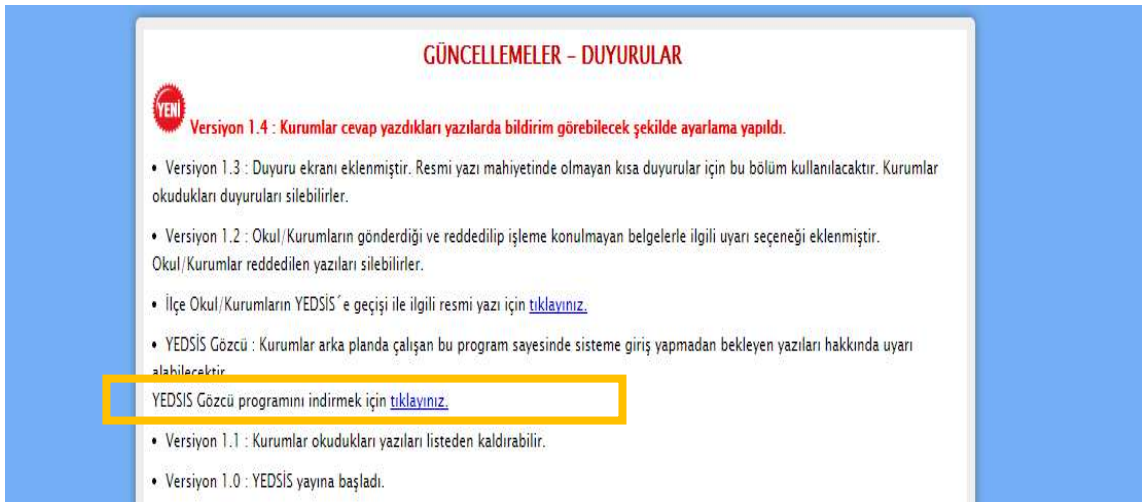 GÜNCELLEMELER – DUYURULAR
YENİ
Versiyon 1.4 : Kurumlar cevap yazdıkları yazılarda bildirim görebilecek şekilde ayarlama yapıldı.
• Versiyon 1.3 : Duyuru ekranı eklenmiştir. Resmi yazı mahiyetinde olmayan kısa duyurular için bu bölüm kullanılacaktır. Kurumlar
okudukları duyuruları silebilirler.
• Versiyon 1.2 : Okul/Kurumların gönderdiği ve reddedilip işleme konulmayan belgelerle ilgili uyarı seçeneği eklenmiştir.
Okul/Kurumlar reddedilen yazıları silebilirler.
• İlçe Okul/Kurumların YEDSİS´e geçişi ile ilgili resmi yazı için tıklayınız.
• YEDSİS Gözcü : Kurumlar arka planda çalışan bu program sayesinde sisteme giriş yapmadan bekleyen yazıları hakkında uyarı
alabilecektir.
YEDSIS Gözcü programını indirmek için tıklayınız.
• Versiyon 1.1 : Kurumlar okudukları yazıları listeden kaldırabilir.
• Versiyon 1.0 : YEDSİS yayına başladı.